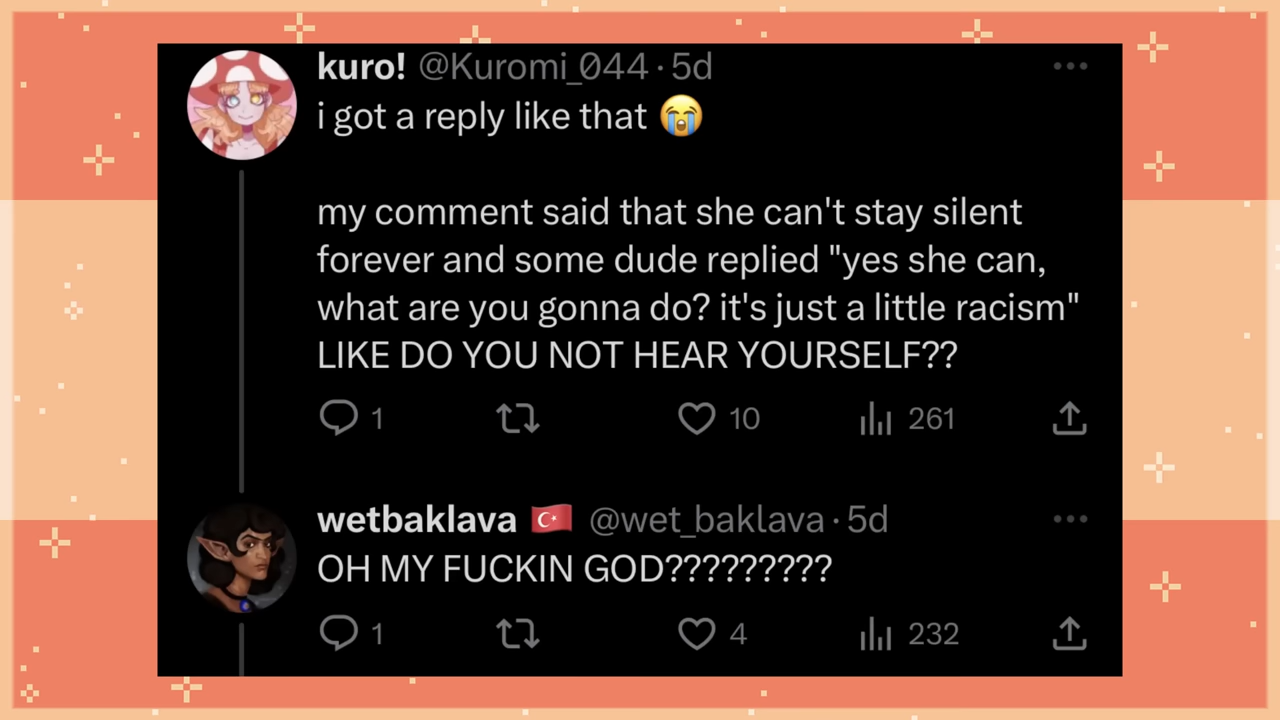 kuro! @Kuromi_044 · 5d
i got a reply like that 😭
my comment said that she can't stay silent
forever and some dude replied "yes she can,
what are you gonna do? it's just a little racism"
LIKE DO YOU NOT HEAR YOURSELF??
1 10 261
wetbaklava 🇹🇷 @wet_baklava · 5d
OH MY FUCKIN GOD?????????
1 4 232